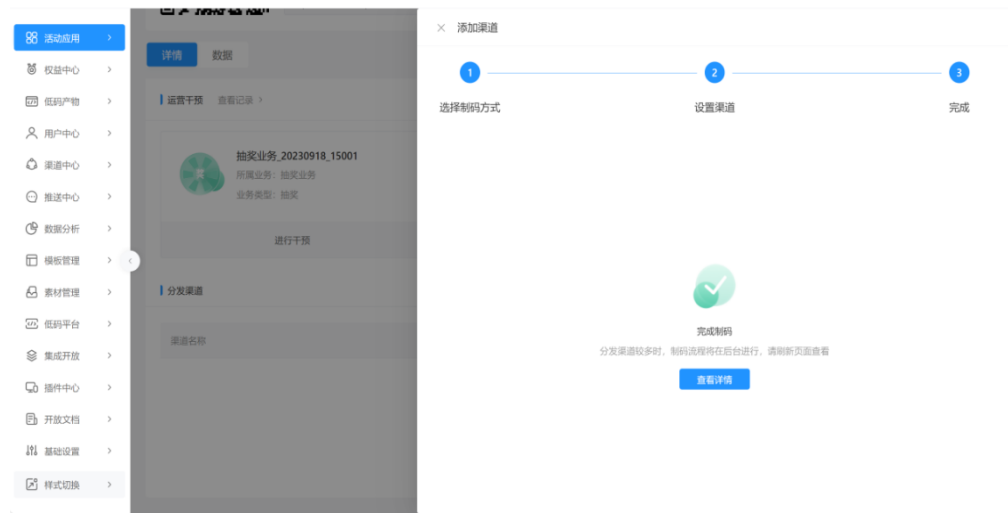 活动应用
权益中心
低码产物
用户中心
渠道中心
推送中心
数据分析
模板管理
素材管理
低码平台
集成开放
插件中心
开放文档
基础设置
样式切换
详情 数据
运营干预 查看记录
抽奖业务_20230918_15001
所属业务：抽奖业务
业务类型：抽奖
进行干预
分发渠道
渠道名称
添加渠道
1 2 3
选择制码方式 设置渠道 完成
完成制码
分发渠道较多时，制码流程将在后台进行，请刷新页面查看
查看详情